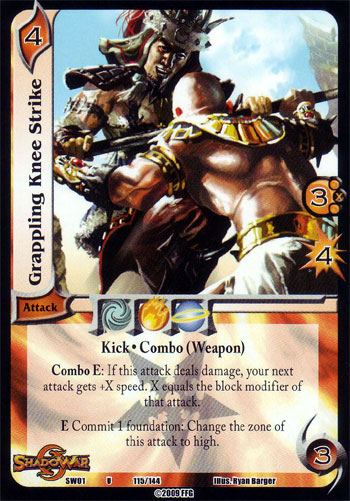 4
Grappling Knee Strike
3
4
Attack
Kick • Combo (Weapon)
Combo E: If this attack deals damage, your next
attack gets +X speed. X equals the block modifier of
that attack.
E Commit 1 foundation: Change the zone of
this attack to high.
SHADOWAR
3
SW01 U 115/144 Illus. Ryan Barger
©2009 FFG